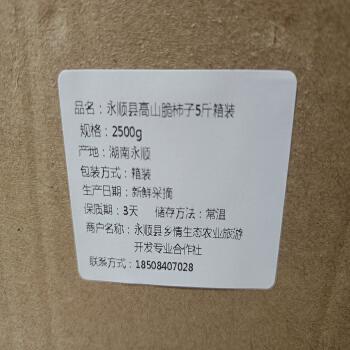 品名：永顺县高山脆柿子5斤箱装
规格：2500g
产地：湖南永顺
包装方式：箱装
生产日期：新鲜采摘
保质期：3天 储存方法：常温
商户名称：永顺县乡情生态农业旅游
开发专业合作社
联系方式：18508407028